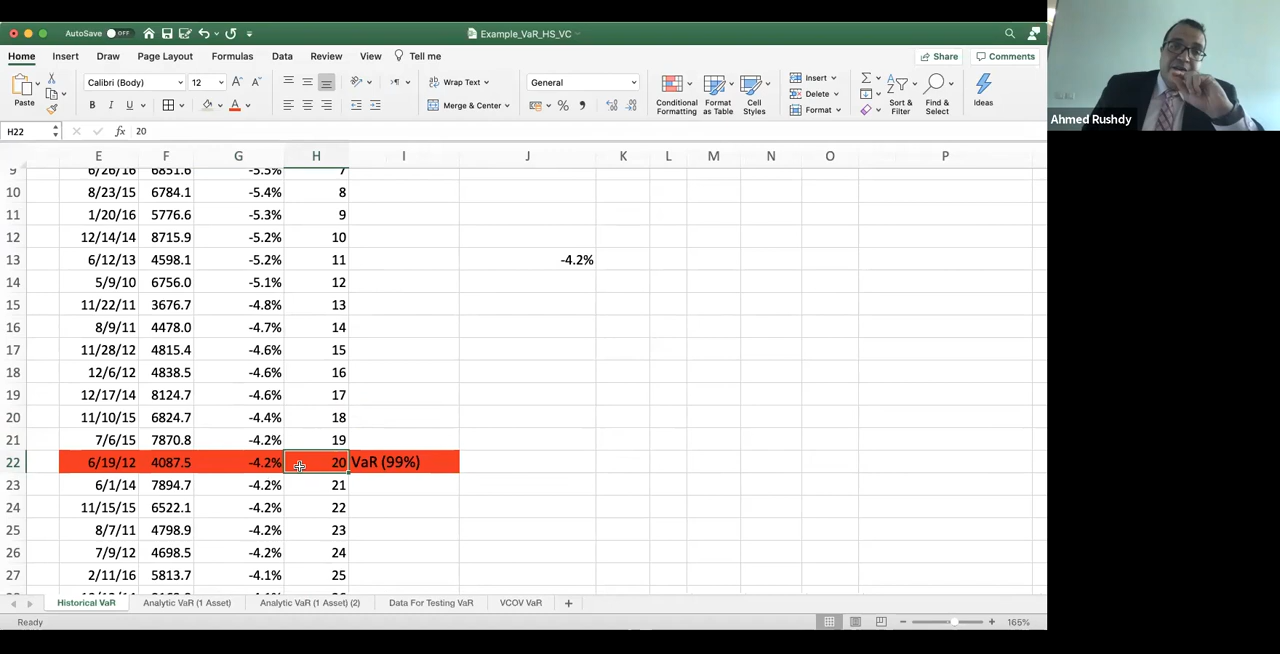 AutoSave OFF
Example_VaR_HS_VC
Home Insert Draw Page Layout Formulas Data Review View Tell me Share Comments
Paste Calibri (Body) 12 Wrap Text General Insert
B I U Merge & Center Delete
Conditional Formatting Format as Table Cell Styles Format Sort & Filter Find & Select Ideas
H22 fx 20
E F G H I J K L M N O P
9 6/26/16 6851.6 -5.5% 7
10 8/23/15 6784.1 -5.4% 8
11 1/20/16 5776.6 -5.3% 9
12 12/14/14 8715.9 -5.2% 10
13 6/12/13 4598.1 -5.2% 11 -4.2%
14 5/9/10 6756.0 -5.1% 12
15 11/22/11 3676.7 -4.8% 13
16 8/9/11 4478.0 -4.7% 14
17 11/28/12 4815.4 -4.6% 15
18 12/6/12 4838.5 -4.6% 16
19 12/17/14 8124.7 -4.6% 17
20 11/10/15 6824.7 -4.4% 18
21 7/6/15 7870.8 -4.2% 19
22 6/19/12 4087.5 -4.2% 20 VaR (99%)
23 6/1/14 7894.7 -4.2% 21
24 11/15/15 6522.1 -4.2% 22
25 8/7/11 4798.9 -4.2% 23
26 7/9/12 4698.5 -4.2% 24
27 2/11/16 5813.7 -4.1% 25
Historical VaR Analytic VaR (1 Asset) Analytic VaR (1 Asset) (2) Data For Testing VaR VCOV VaR
Ready 165%
Ahmed Rushdy